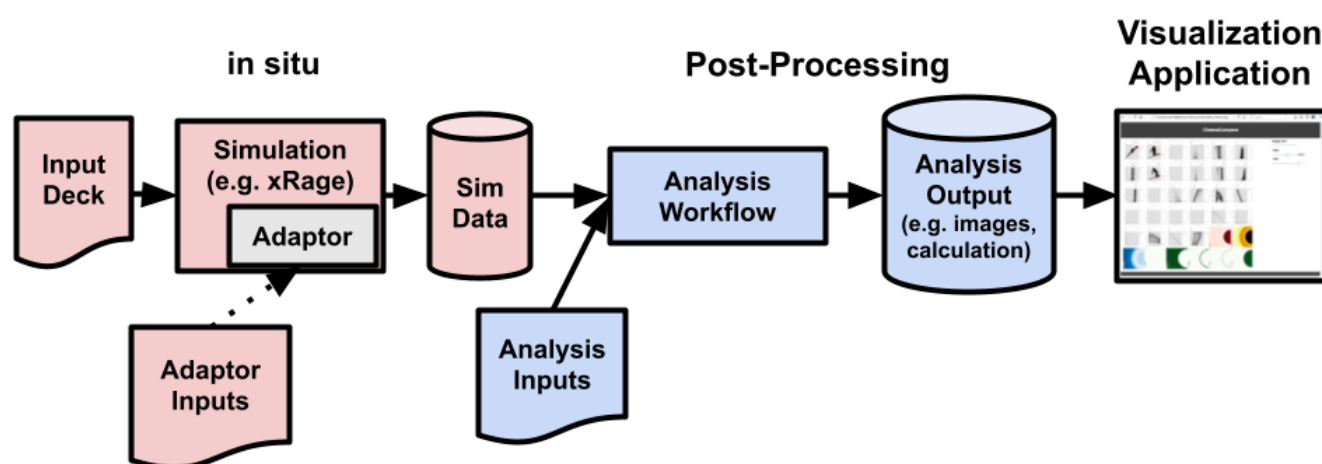 in situ
Post-Processing
Visualization
Application
Input
Deck
Simulation
(e.g. xRage)
Adaptor
Sim
Data
Analysis
Workflow
Analysis
Output
(e.g. images,
calculation)
CinemaCompare
Adaptor
Inputs
Analysis
Inputs